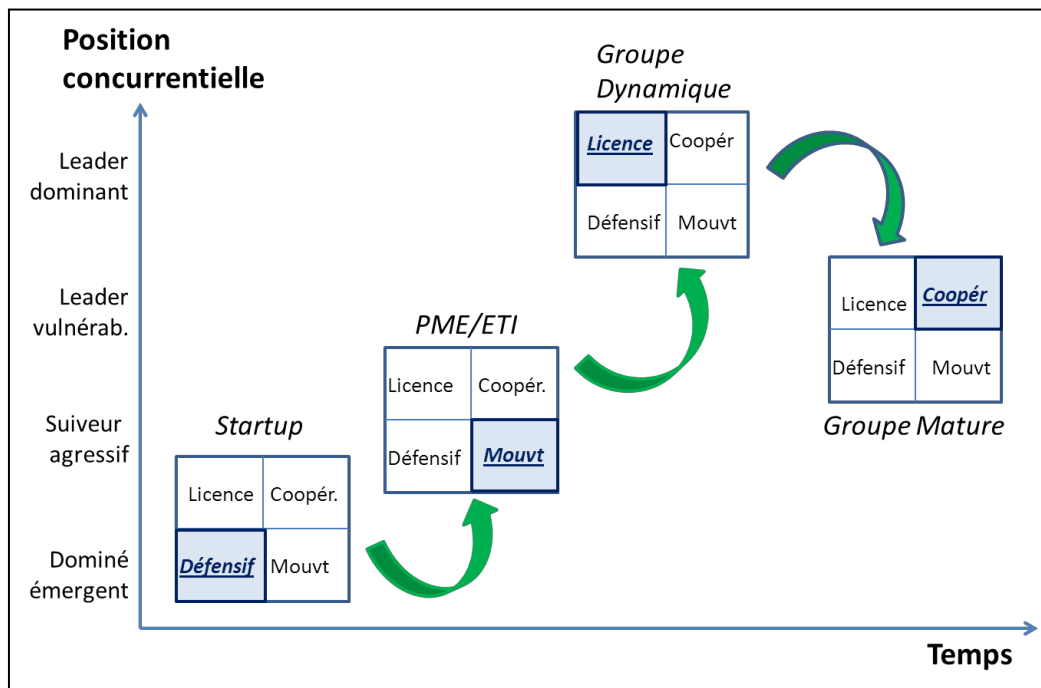 Position
concurrentielle
Leader
dominant
Leader
vulnérab.
Suiveur
agressif
Dominé
émergent
Startup
Licence Coopér.
Défensif Mouvt
PME/ETI
Licence Coopér.
Défensif Mouvt
Groupe
Dynamique
Licence Coopér
Défensif Mouvt
Licence Coopér
Défensif Mouvt
Groupe Mature
Temps